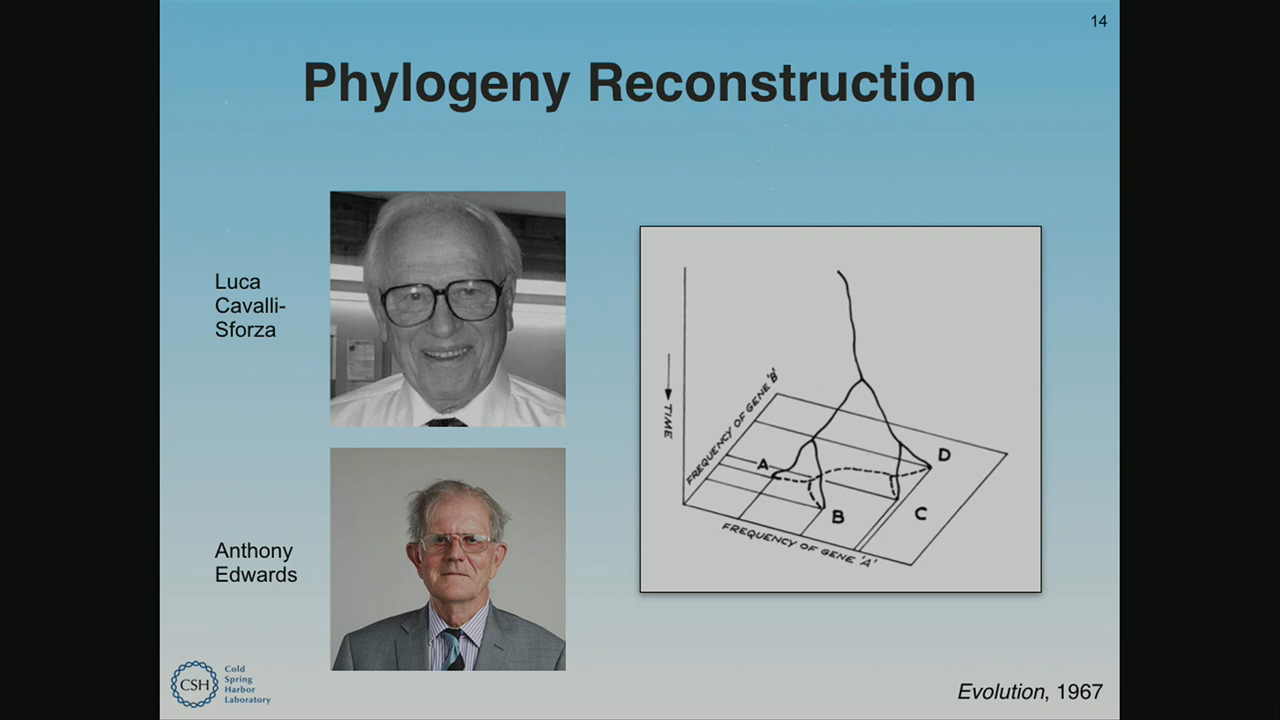 14
Phylogeny Reconstruction
Luca
Cavalli-
Sforza
TIME
FREQUENCY OF GENE 'B'
A
B
C
D
FREQUENCY OF GENE 'A'
Anthony
Edwards
CSH
Cold
Spring
Harbor
Laboratory
Evolution, 1967